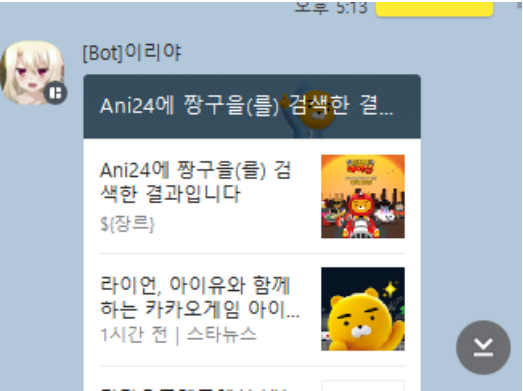 오후 5:13
[Bot]이리야
Ani24에 짱구을(를) 검색한 결...
Ani24에 짱구을(를) 검
색한 결과입니다
${장르}
라이언, 아이유와 함께
하는 카카오게임 아이...
1시간 전 | 스타뉴스